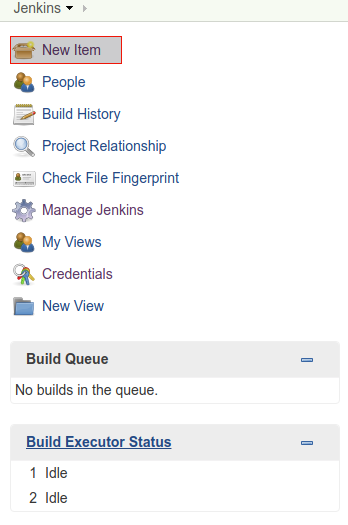 Jenkins
New Item
People
Build History
Project Relationship
Check File Fingerprint
Manage Jenkins
My Views
Credentials
New View
Build Queue
No builds in the queue.
Build Executor Status
1 Idle
2 Idle